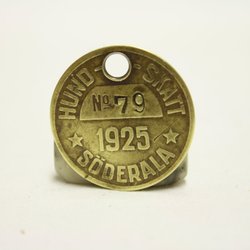 HUND-SKATT
No 79
1925
SÖDERALA